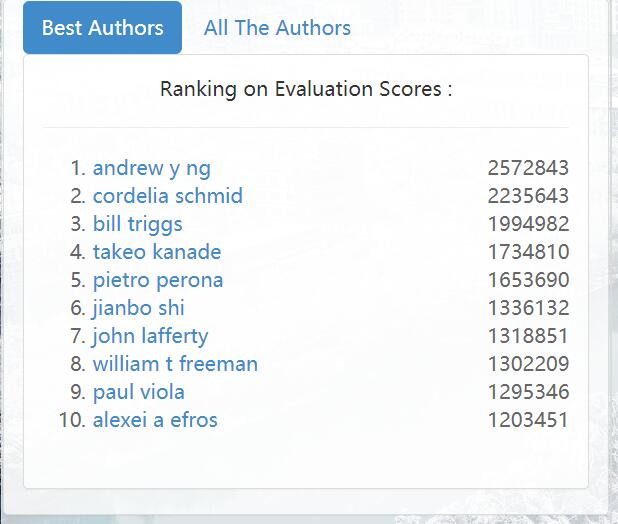 Best Authors All The Authors
Ranking on Evaluation Scores :
1. andrew y ng 2572843
2. cordelia schmid 2235643
3. bill triggs 1994982
4. takeo kanade 1734810
5. pietro perona 1653690
6. jianbo shi 1336132
7. john lafferty 1318851
8. william t freeman 1302209
9. paul viola 1295346
10. alexei a efros 1203451